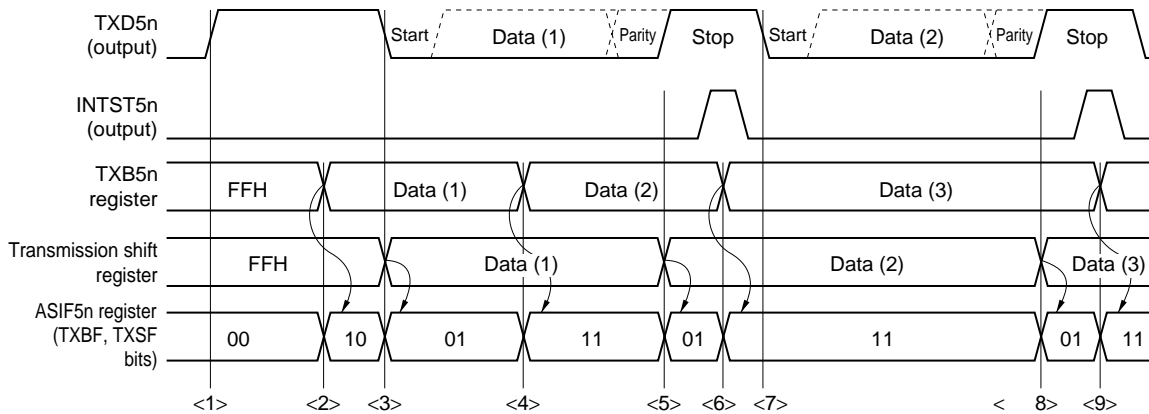 TXD5n
(output)
Start Data (1) Parity Stop Start Data (2) Parity Stop
INTST5n
(output)
TXB5n
register
FFH Data (1) Data (2) Data (3)
Transmission shift
register
FFH Data (1) Data (2) Data (3)
ASIF5n register
(TXBF, TXSF
bits)
00 10 01 11 01 11 01 11
<1> <2> <3> <4> <5> <6> <7> < 8> <9>